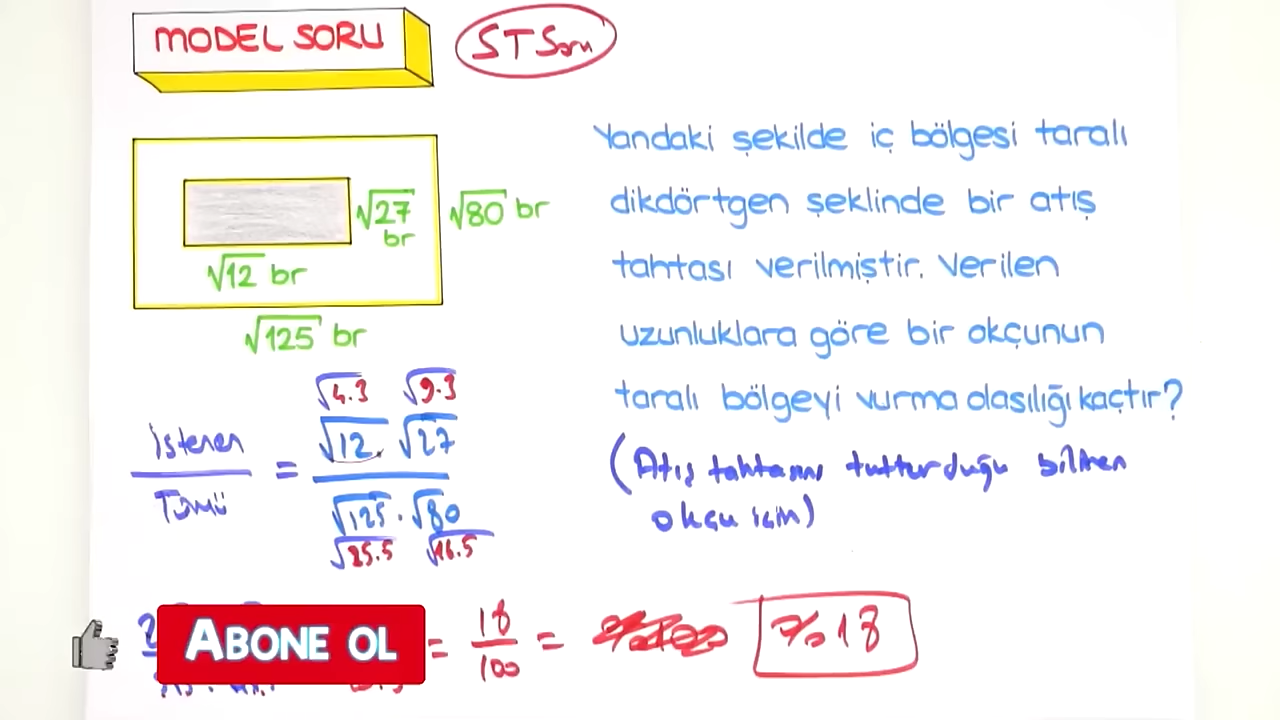 MODEL SORU
ST Soru
Yandaki şekilde iç bölgesi taralı
dikdörtgen şeklinde bir atış
tahtası verilmiştir. Verilen
uzunluklara göre bir okçunun
taralı bölgeyi vurma olasılığı kaçtır?
(Atış tahtasını tutturduğu bilinen
okçu için)
√27
br
√80 br
√12 br
√125 br
√4.3 √9.3
√12 . √27
İstenen
=
Tümü
√125 . √80
√25.5 √16.5
ABONE OL
= 18/100 = %18